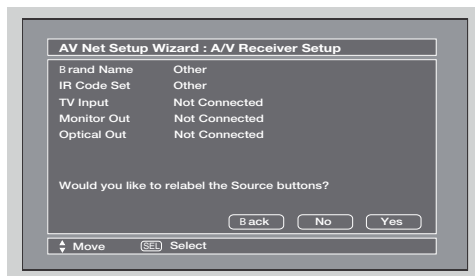 AV Net Setup Wizard : A/V Receiver Setup
Brand Name Other
IR Code Set Other
TV Input Not Connected
Monitor Out Not Connected
Optical Out Not Connected
Would you like to relabel the Source buttons?
Back No Yes
Move SEL Select